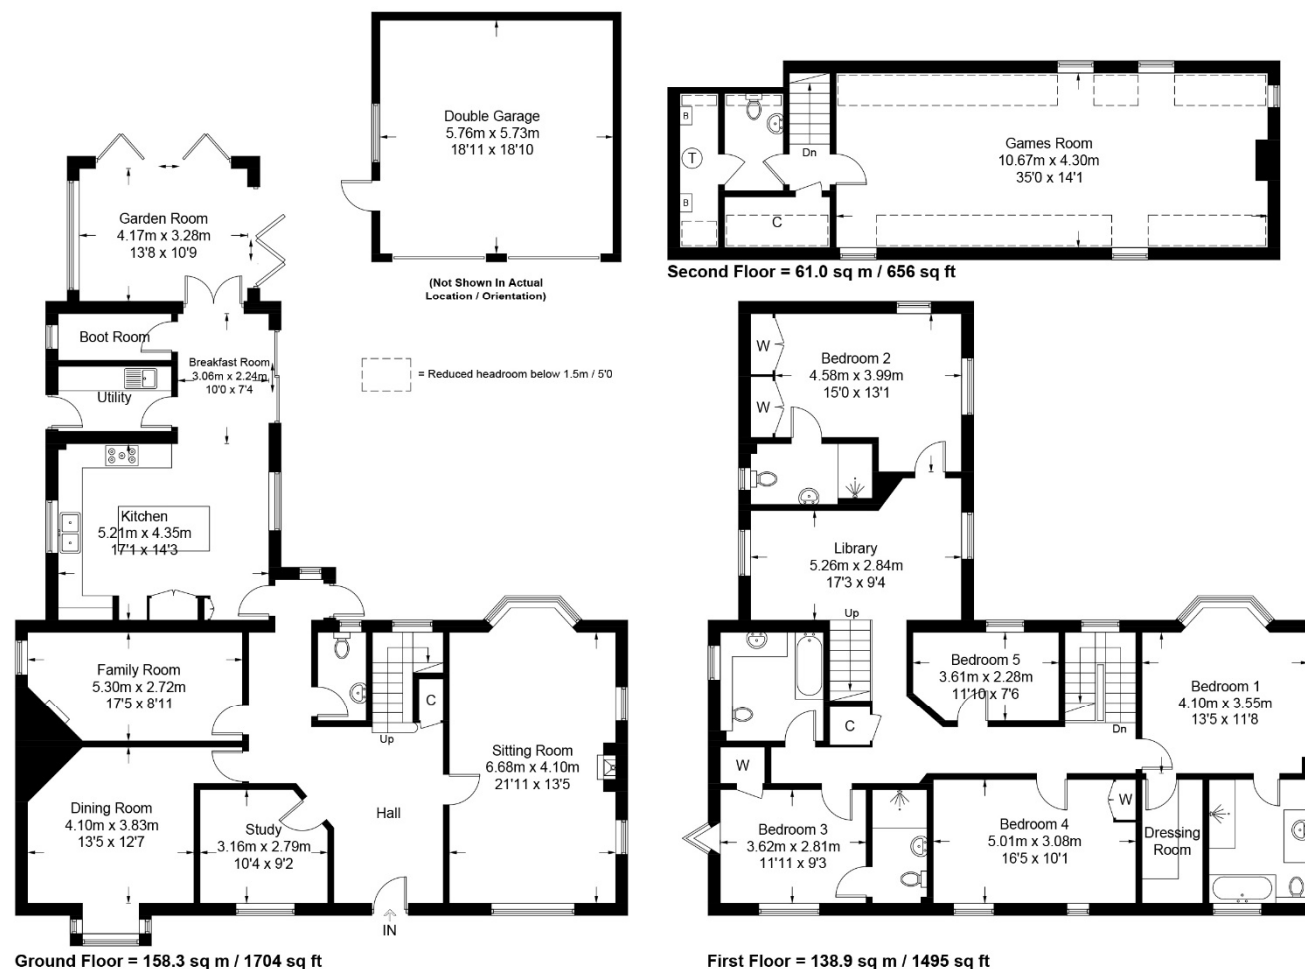 Double Garage
5.76m x 5.73m
18'11 x 18'10
(Not Shown In Actual
Location / Orientation)
= Reduced headroom below 1.5m / 5'0
B
T
B
Dn
C
Games Room
10.67m x 4.30m
35'0 x 14'1
Second Floor = 61.0 sq m / 656 sq ft
Garden Room
4.17m x 3.28m
13'8 x 10'9
Boot Room
Breakfast Room
3.06m x 2.24m
10'0 x 7'4
Utility
Kitchen
5.21m x 4.35m
17'1 x 14'3
Family Room
5.30m x 2.72m
17'5 x 8'11
C
Up
Sitting Room
6.68m x 4.10m
21'11 x 13'5
Dining Room
4.10m x 3.83m
13'5 x 12'7
Study
3.16m x 2.79m
10'4 x 9'2
Hall
IN
Ground Floor = 158.3 sq m / 1704 sq ft
W
W
Bedroom 2
4.58m x 3.99m
15'0 x 13'1
Library
5.26m x 2.84m
17'3 x 9'4
Up
Bedroom 5
3.61m x 2.28m
11'10 x 7'6
Bedroom 1
4.10m x 3.55m
13'5 x 11'8
C
Dn
W
Bedroom 3
3.62m x 2.81m
11'11 x 9'3
Bedroom 4
5.01m x 3.08m
16'5 x 10'1
W
Dressing
Room
First Floor = 138.9 sq m / 1495 sq ft